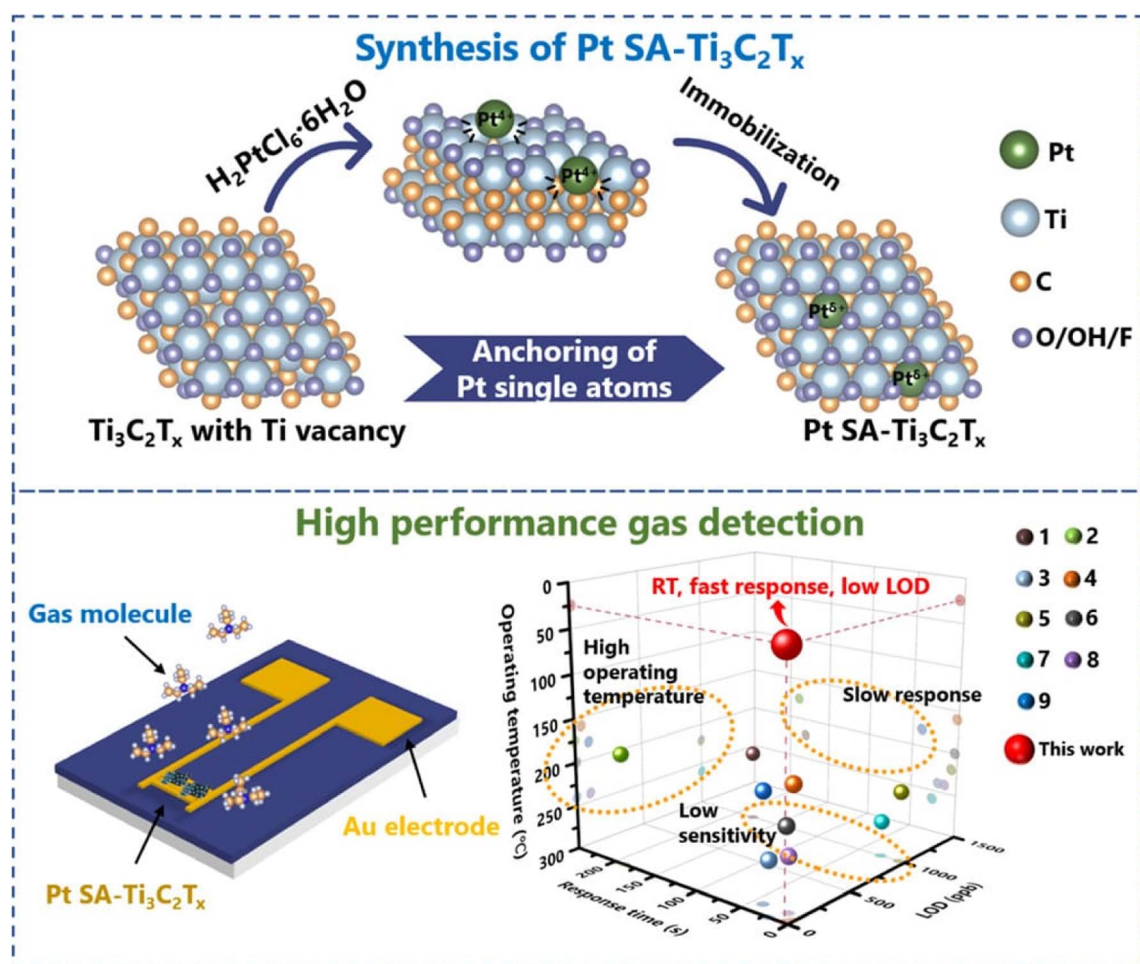 Synthesis of Pt SA-Ti₃C₂Tₓ
H₂PtCl₆·6H₂O
Pt⁴⁺
Pt⁴⁺
Immobilization
Pt
Ti
C
O/OH/F
Ti₃C₂Tₓ with Ti vacancy
Anchoring of
Pt single atoms
Ptᵟ⁺
Ptᵟ⁺
Pt SA-Ti₃C₂Tₓ
High performance gas detection
Gas molecule
Au electrode
Pt SA-Ti₃C₂Tₓ
RT, fast response, low LOD
High
operating
temperature
Slow response
Low
sensitivity
Operating temperature (°C)
0
50
100
150
200
250
300
Response time (s)
200
150
100
50
0
LOD (ppb)
0
500
1000
1500
1
2
3
4
5
6
7
8
9
This work